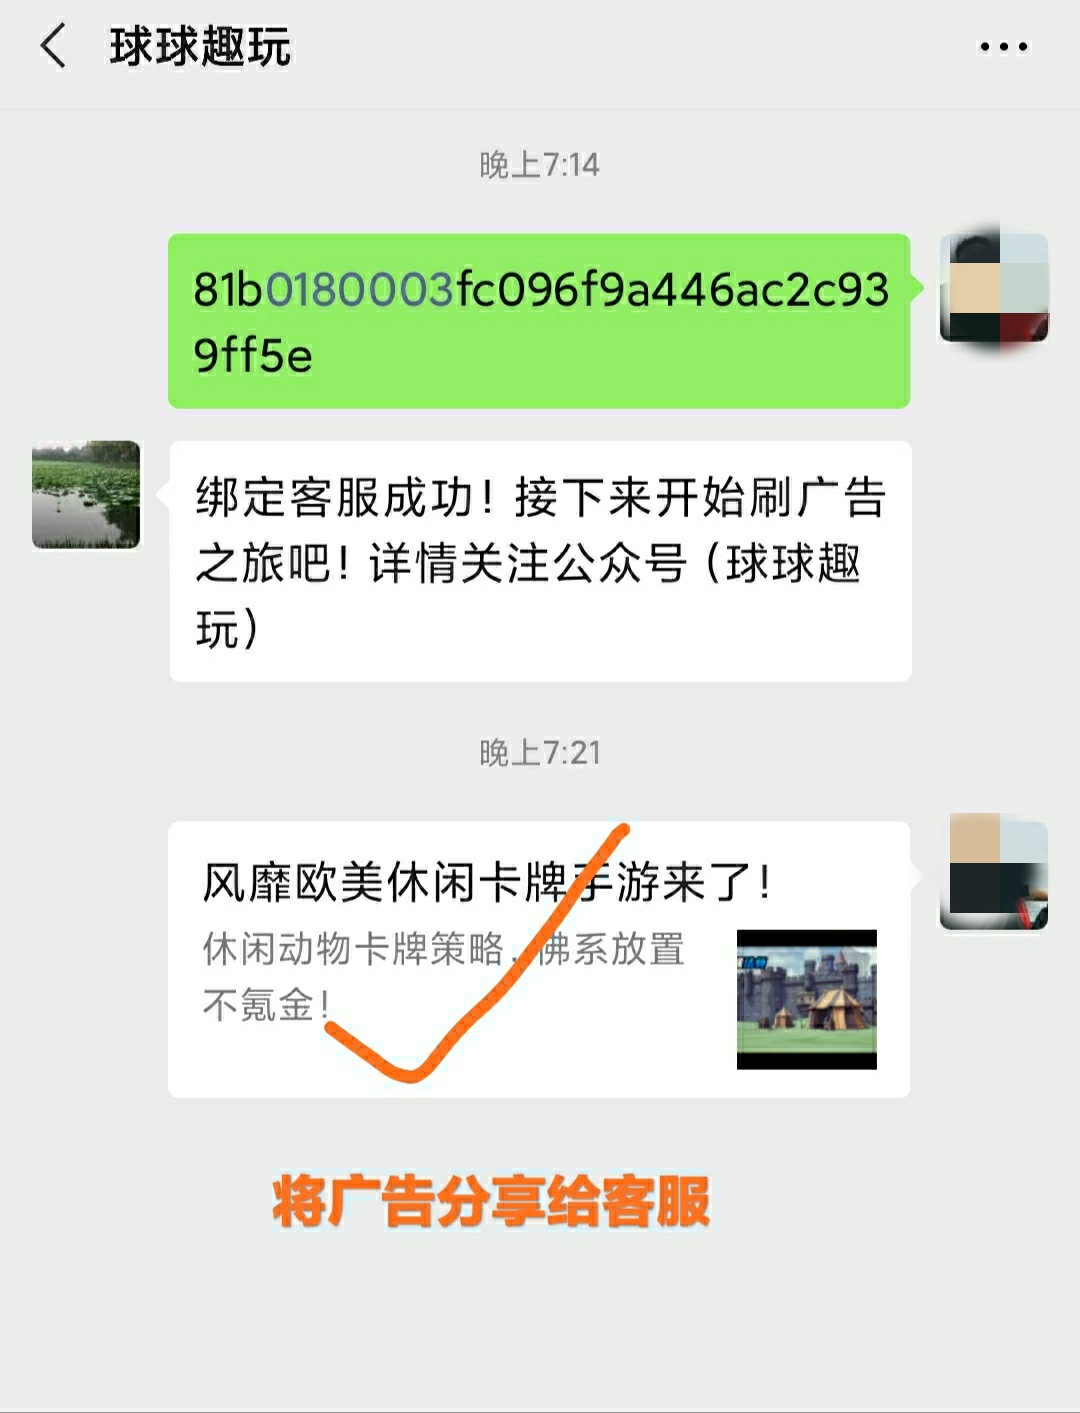 球球趣玩
晚上7:14
81b0180003fc096f9a446ac2c93
9ff5e
绑定客服成功！接下来开始刷广告
之旅吧！详情关注公众号（球球趣
玩）
晚上7:21
风靡欧美休闲卡牌手游来了！
休闲动物卡牌策略，佛系放置
不氪金！
将广告分享给客服